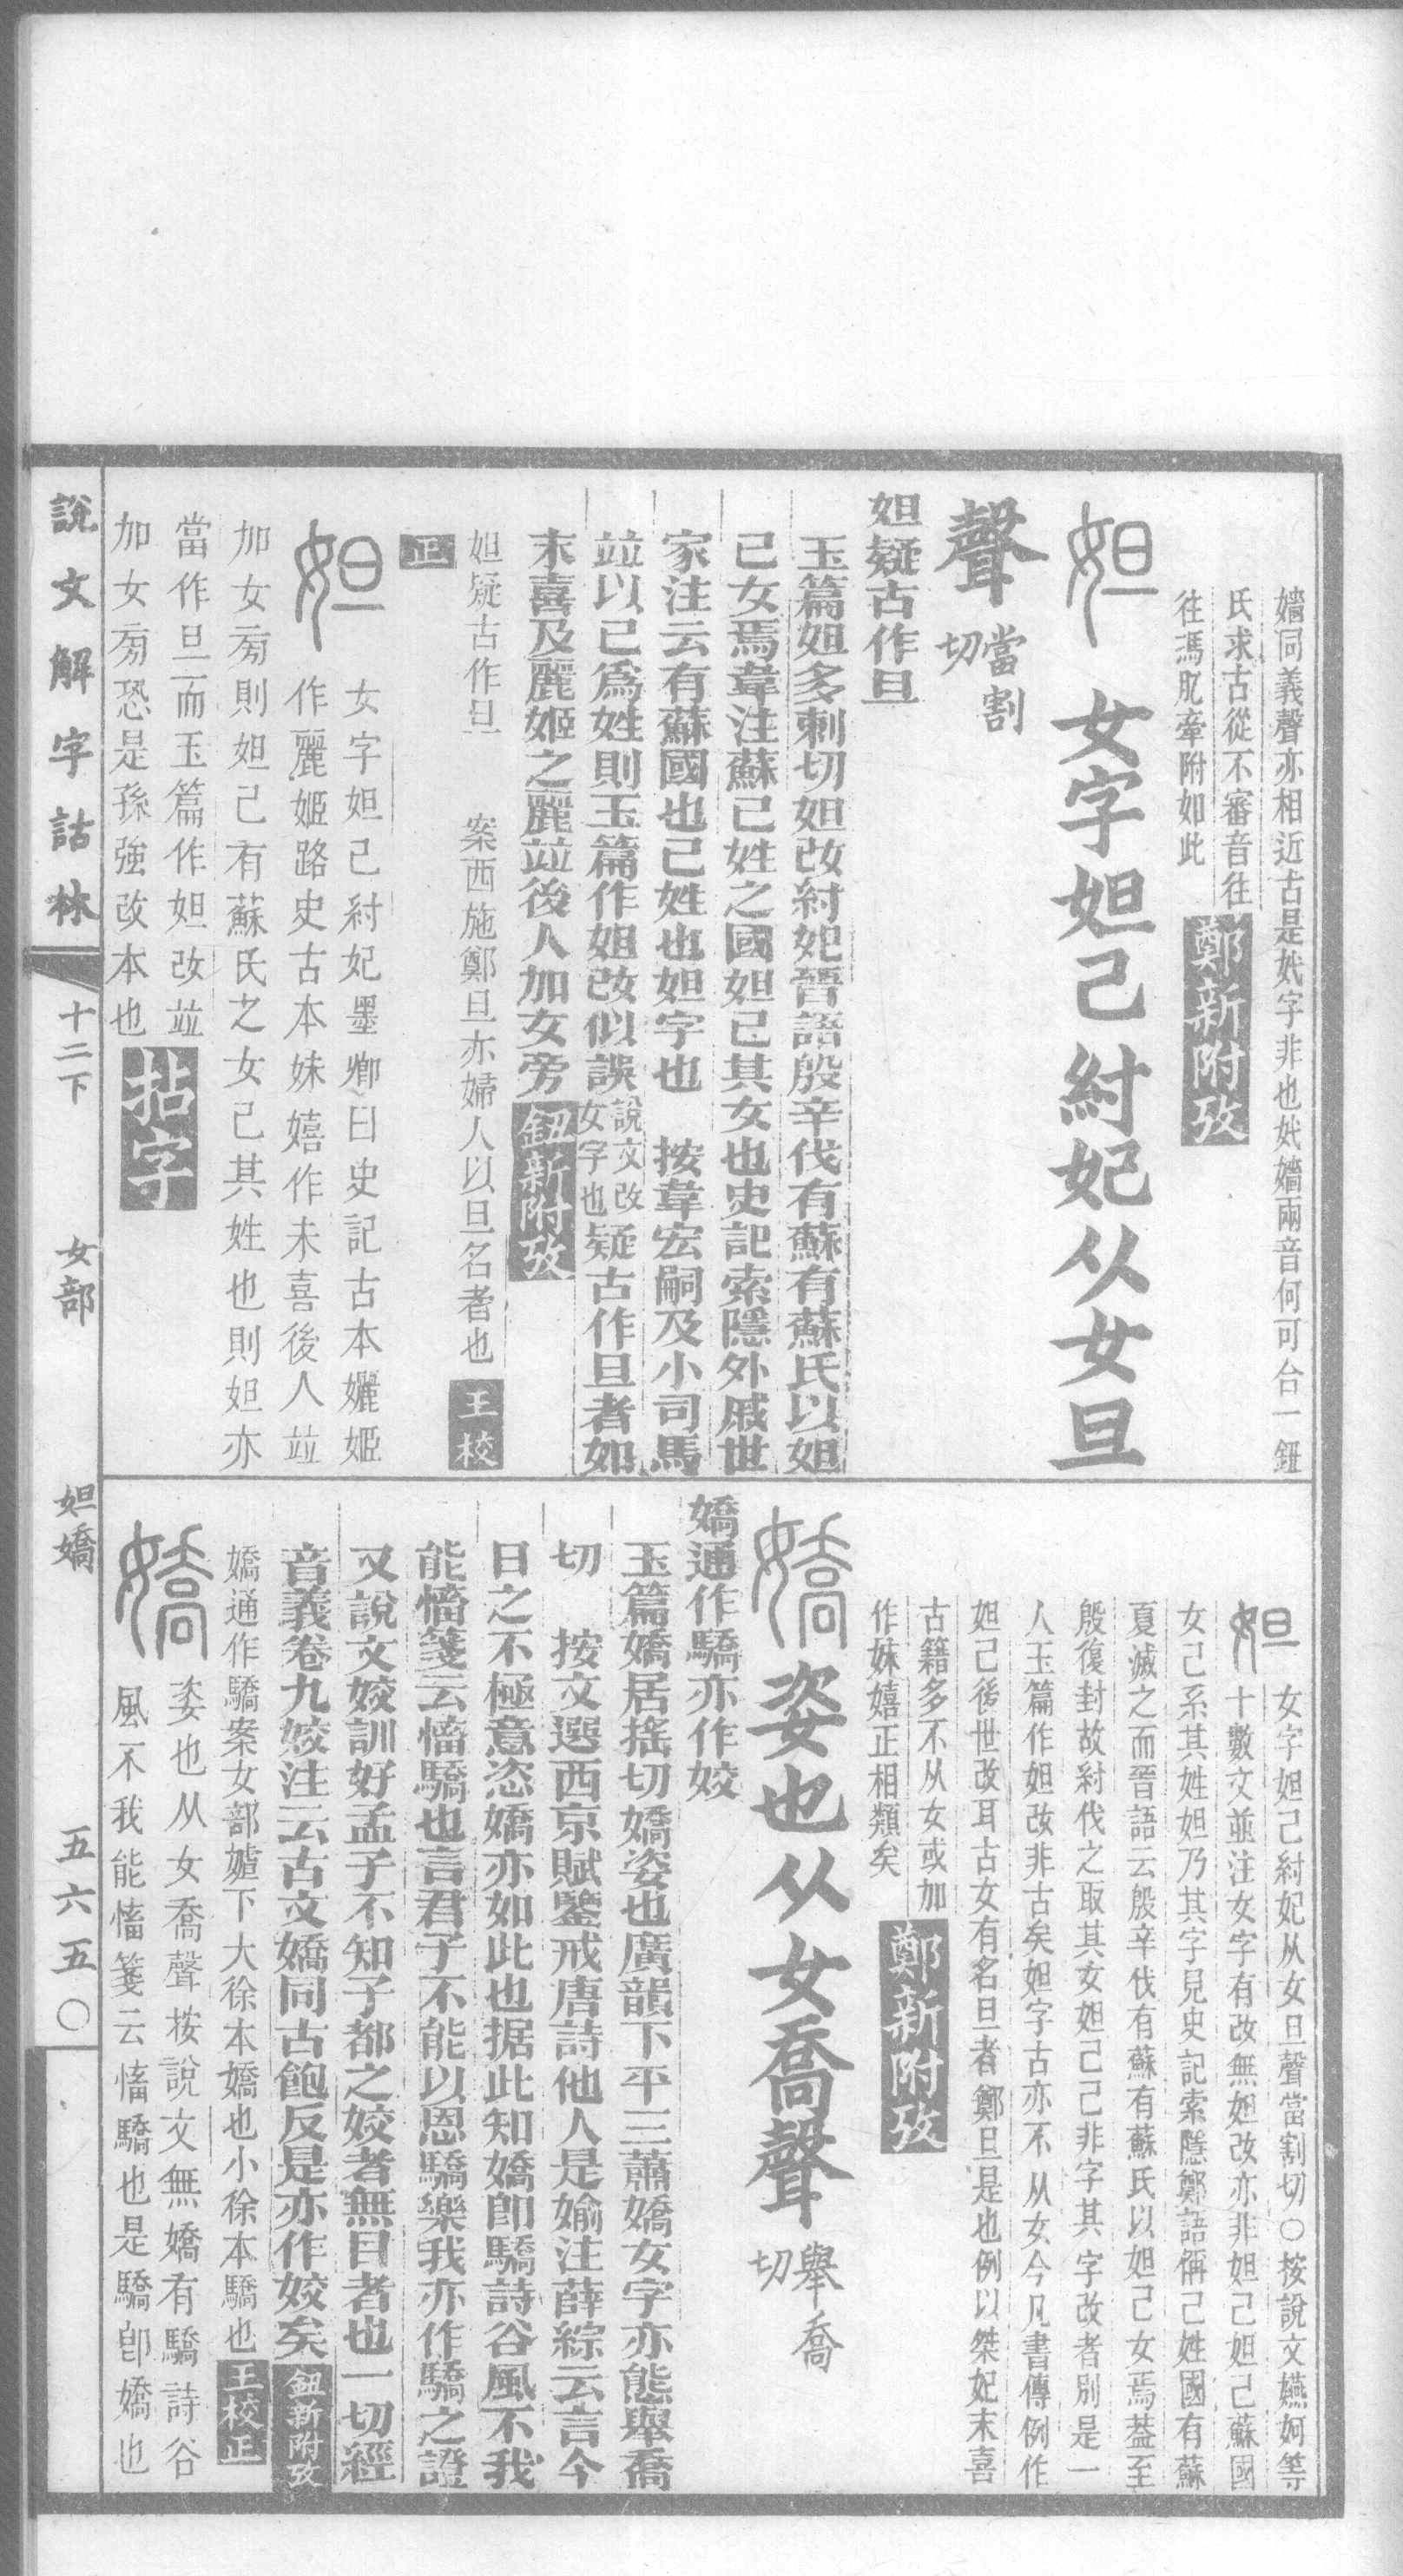 嬙同義聲亦相近古是妭字非也妭嬙兩音何可合一鈕
氏求古從不審音往
往馮肊牽附如此
鄭新附攷
妲
女字妲己紂妃从女旦
聲
當割
切
妲疑古作旦
玉篇妲多剌切妲改紂妃晉語殷辛伐有蘇有蘇氏以妲
己女焉韋注蘇己姓之國妲己其女也史記索隱外戚世
家注云有蘇國也己姓也妲字也　按韋宏嗣及小司馬
竝以己爲姓則玉篇作妲改似誤
說文改
女字也
疑古作旦者如
末喜及麗姬之麗竝後人加女旁
鈕新附攷
妲疑古作旦　案西施鄭旦亦婦人以旦名者也
王校
正
妲
女字妲己紂妃墨卿曰史記古本孋姬
作麗姬路史古本妹嬉作末喜後人竝
加女㫄則妲己有蘇氏之女己其姓也則妲亦
當作旦而玉篇作妲改竝
加女㫄恐是孫強改本也
拈字
妲
女字妲己紂妃从女旦聲當割切○按說文嬿妸等
十數文並注女字有改無妲改亦非妲己妲己蘇國
女己系其姓妲乃其字見史記索隱鄭語偁己姓國有蘇
夏滅之而晉語云殷辛伐有蘇有蘇氏以妲己女焉葢至
殷復封故紂伐之取其女妲己己非字其字改者別是一
人玉篇作妲改非古矣妲字古亦不从女今凡書傳例作
妲己後世改耳古女有名旦者鄭旦是也例以桀妃末喜
古籍多不从女或加
作妹嬉正相類矣
鄭新附攷
嬌
姿也从女喬聲
舉喬
切
嬌通作驕亦作姣
玉篇嬌居搖切嬌姿也廣韻下平三蕭嬌女字亦態舉喬
切　按文選西京賦鑒戒唐詩他人是媮注薛綜云言今
日之不極意恣嬌亦如此也据此知嬌卽驕詩谷風不我
能慉箋云慉驕也言君子不能以恩驕樂我亦作驕之證
又說文姣訓好孟子不知子都之姣者無目者也一切經
音義卷九姣注云古文嬌同古飽反是亦作姣矣
鈕新附攷
嬌通作驕案女部㜘下大徐本嬌也小徐本驕也
王校正
嬌
姿也从女喬聲按說文無嬌有驕詩谷
風不我能慉箋云慉驕也是驕卽嬌也
說文解字詁林
十二下
女部
妲嬌
五六五〇